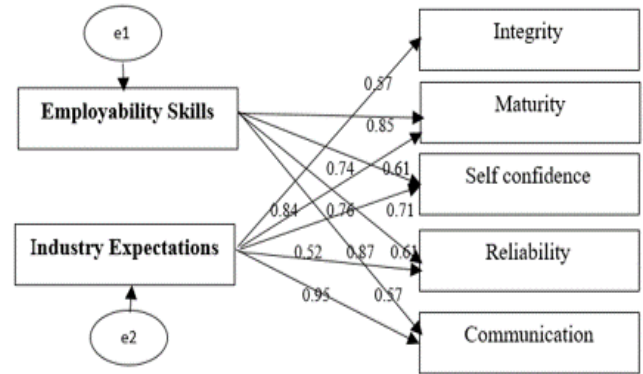 e1
Integrity
0.57
Employability Skills
Maturity
0.85
0.74
0.61
Self confidence
0.84
0.76
0.71
Industry Expectations
0.52
0.87
0.61
Reliability
0.95
0.57
e2
Communication